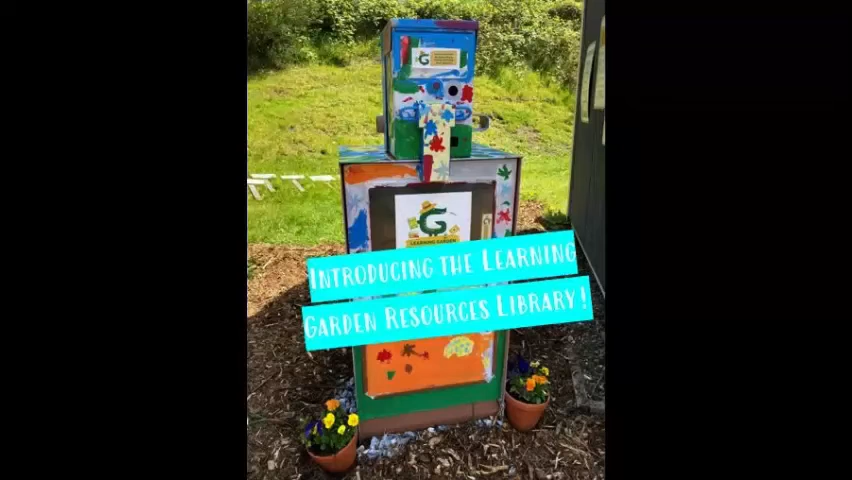 G
G
LEARNING GARDEN
INTRODUCING THE LEARNING
GARDEN RESOURCES LIBRARY!